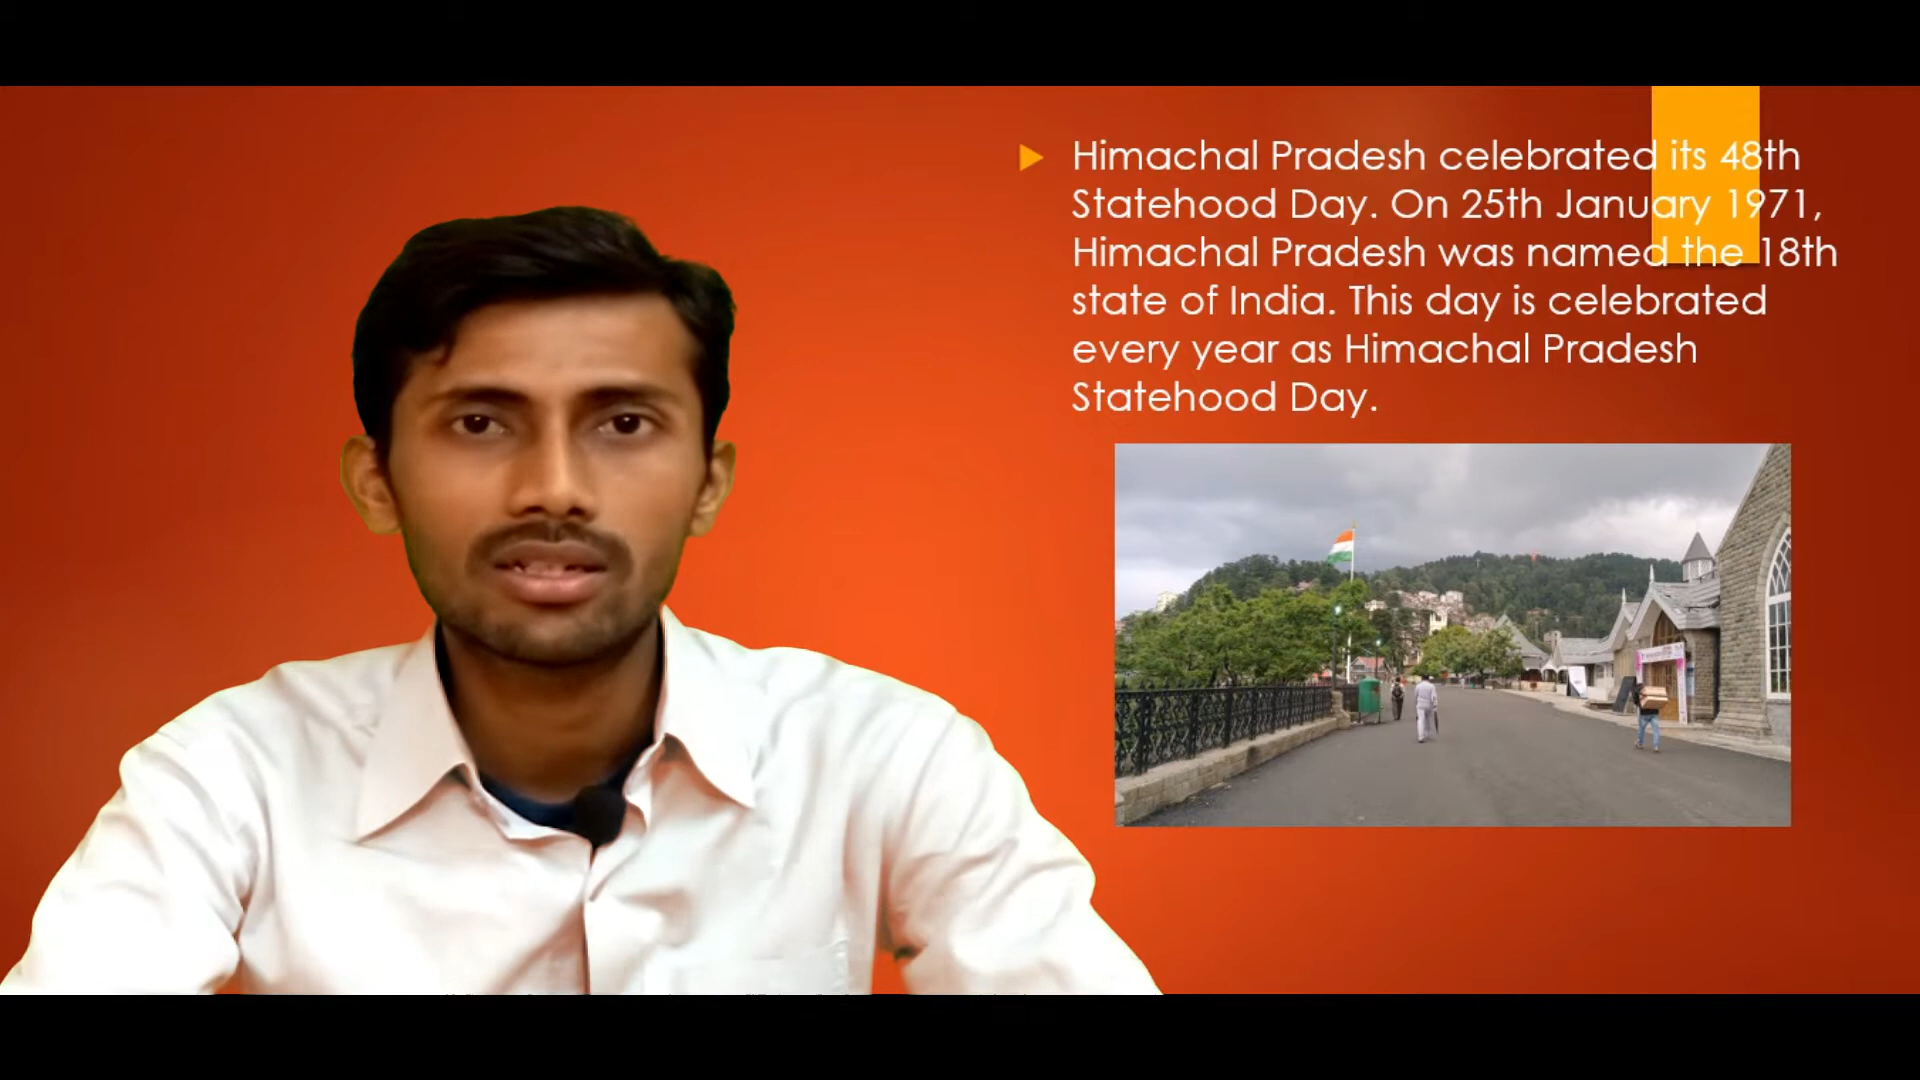 Himachal Pradesh celebrated its 48th
Statehood Day. On 25th January 1971,
Himachal Pradesh was named the 18th
state of India. This day is celebrated
every year as Himachal Pradesh
Statehood Day.